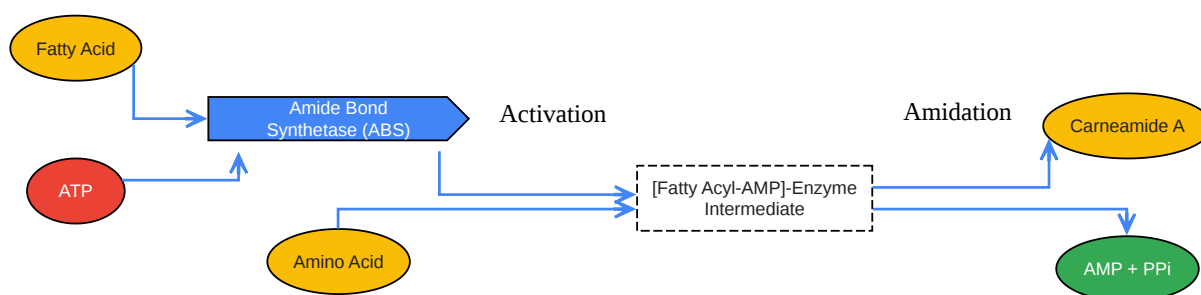 Fatty Acid
Amide Bond
Synthetase (ABS)
Activation
Amidation
Carneamide A
ATP
[Fatty Acyl-AMP]-Enzyme
Intermediate
Amino Acid
AMP + PPi